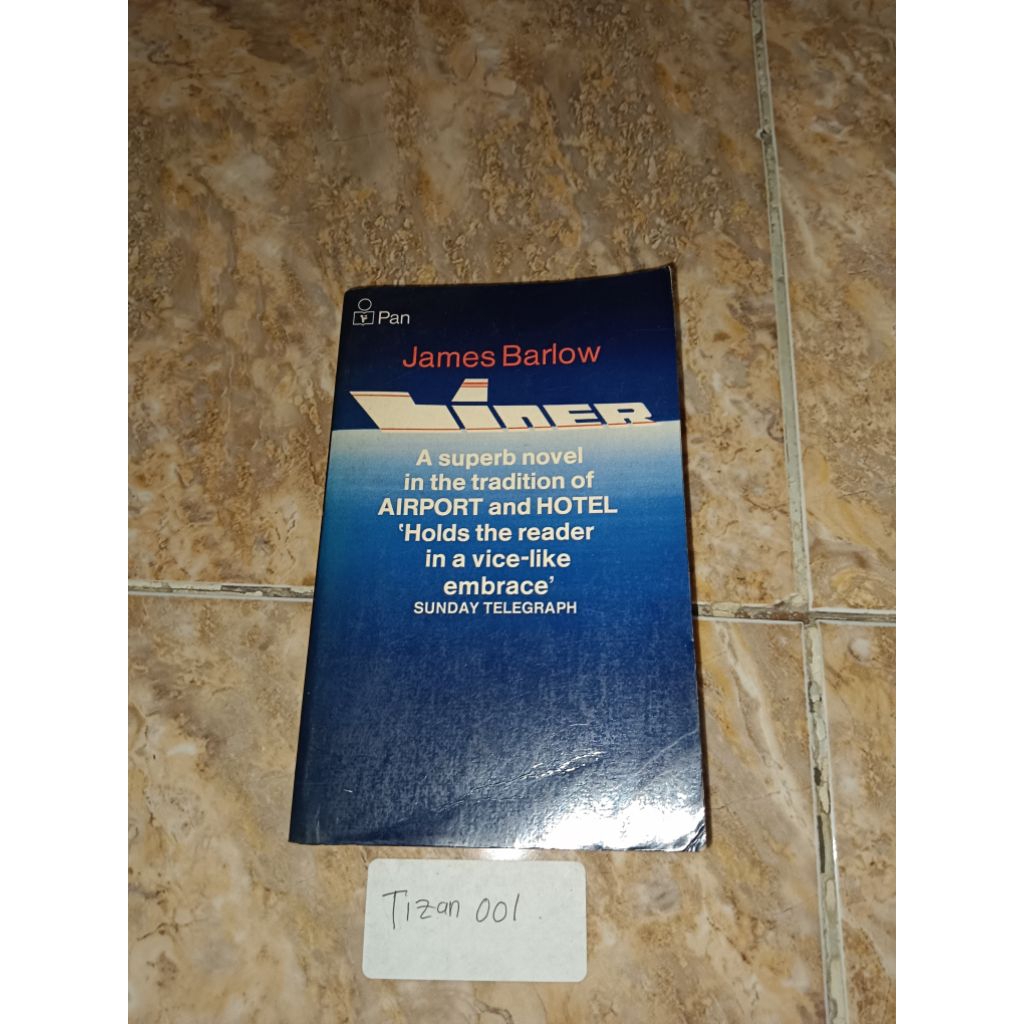 Pan
James Barlow
LINER
A superb novel
in the tradition of
AIRPORT and HOTEL
‘Holds the reader
in a vice-like
embrace’
SUNDAY TELEGRAPH
Tizan 001